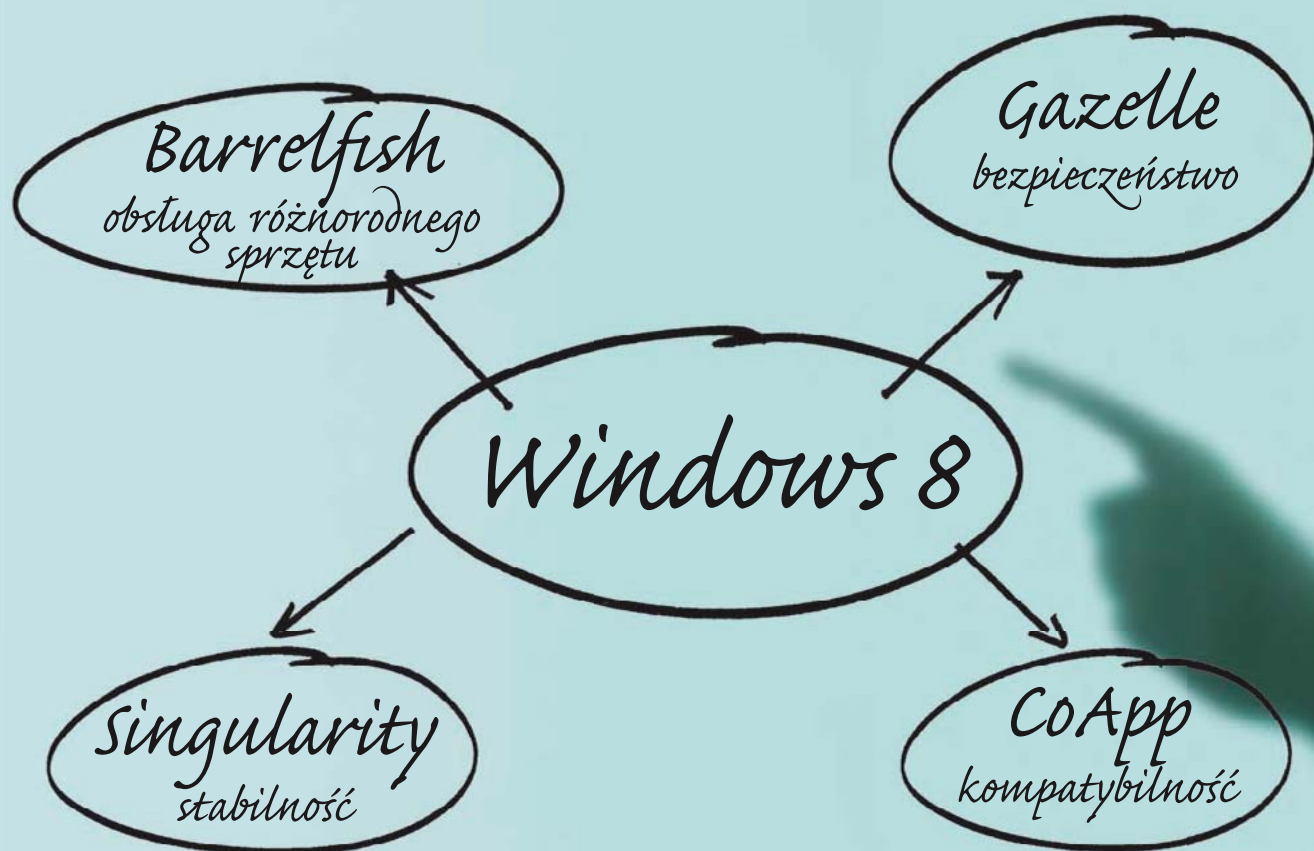 Barrelfish
obsługa różnorodnego
sprzętu
Gazelle
bezpieczeństwo
Windows 8
Singularity
stabilność
CoApp
kompatybilność